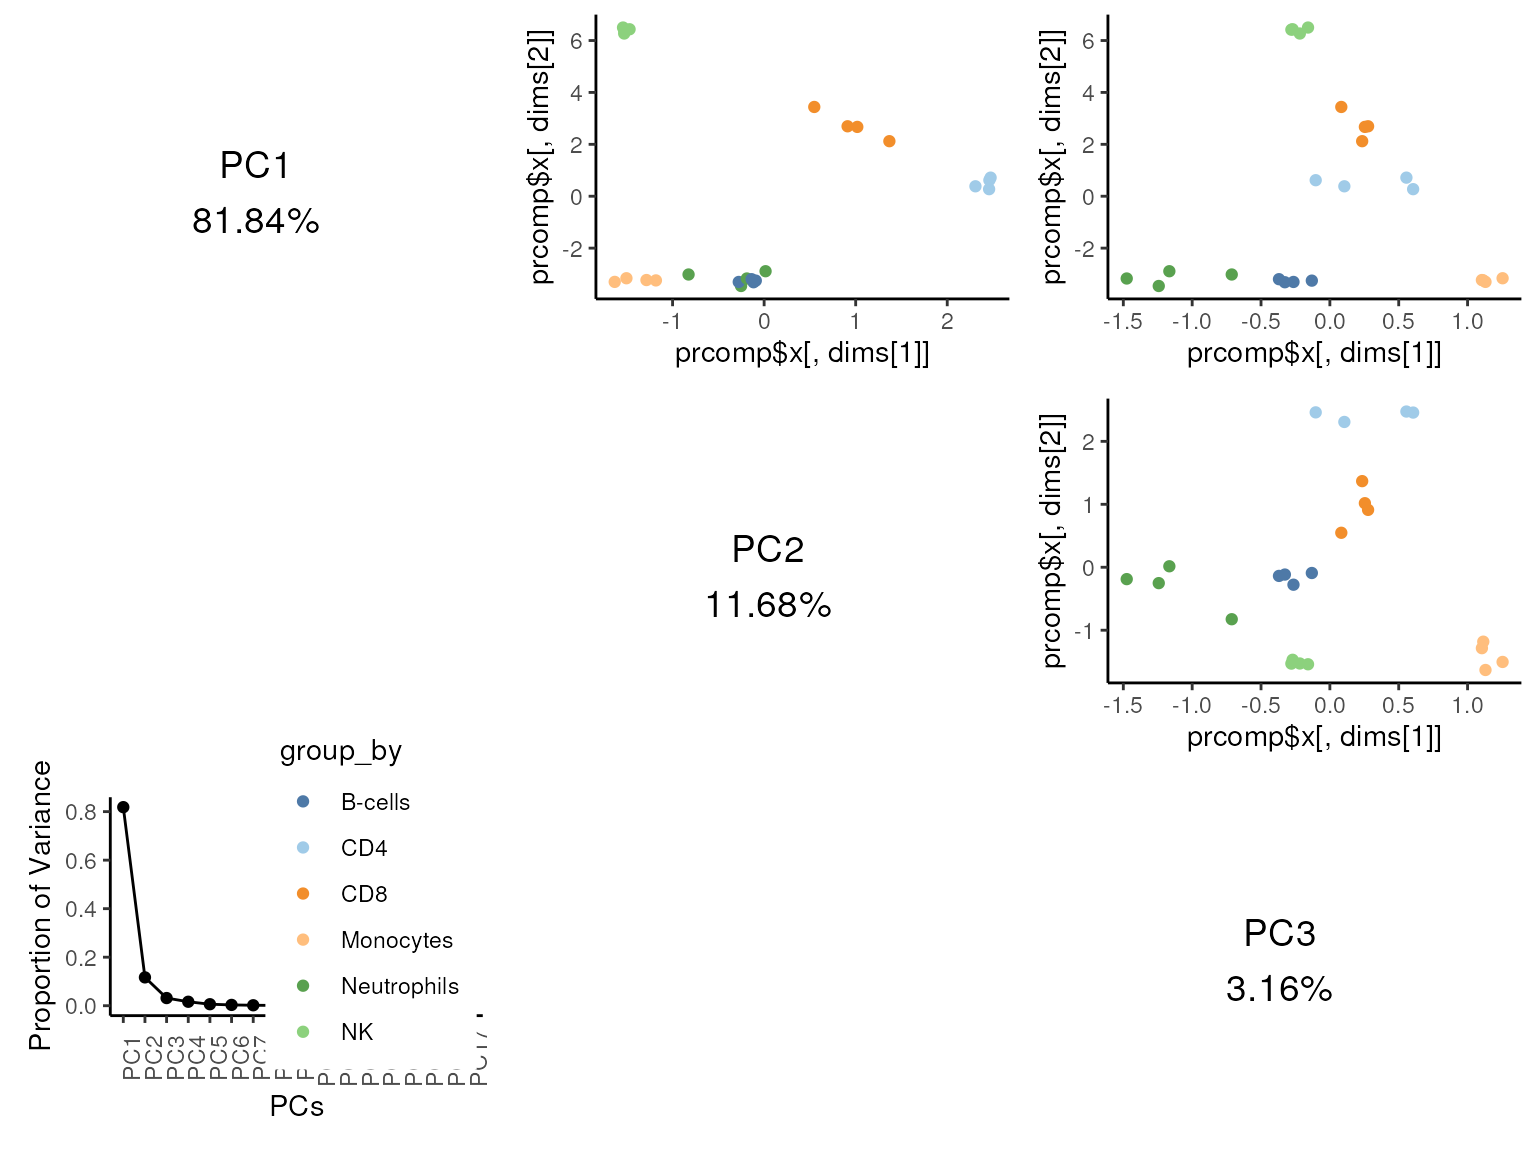 PC1
81.84%
prcomp$x[, dims[2]]
6
4
2
0
-2
-1
0
1
2
prcomp$x[, dims[1]]
prcomp$x[, dims[2]]
6
4
2
0
-2
-1.5
-1.0
-0.5
0.0
0.5
1.0
prcomp$x[, dims[1]]
PC2
11.68%
prcomp$x[, dims[2]]
2
1
0
-1
-1.5
-1.0
-0.5
0.0
0.5
1.0
prcomp$x[, dims[1]]
Proportion of Variance
0.8
0.6
0.4
0.2
0.0
PC1
PC2
PC3
PC4
PC5
PC6
PC7
PCs
group_by
B-cells
CD4
CD8
Monocytes
Neutrophils
NK
PC3
3.16%